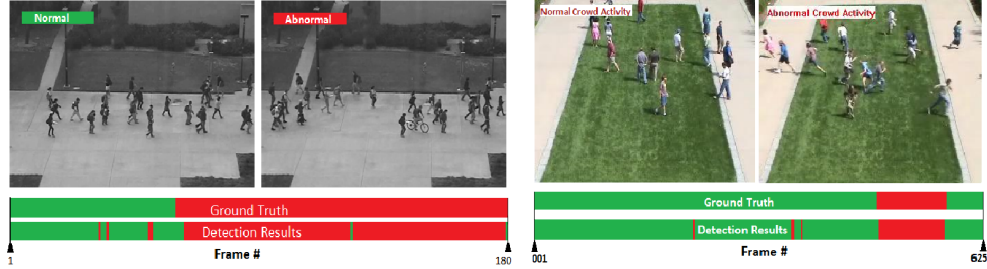 Normal
Abnormal
Ground Truth
Detection Results
1
Frame #
180
Normal Crowd Activity
Abnormal Crowd Activity
Ground Truth
Detection Results
001
Frame #
625